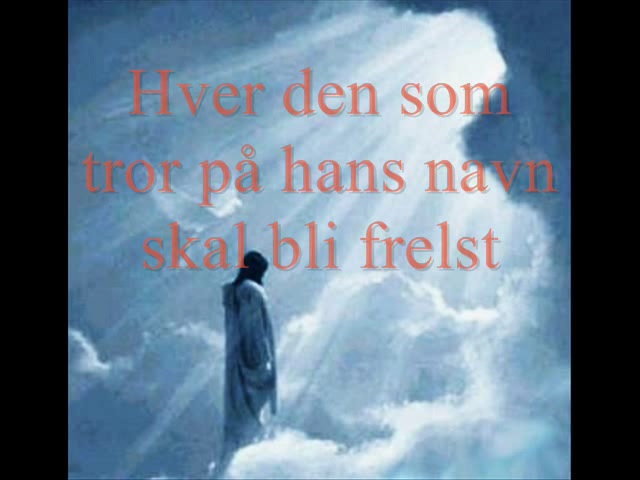 Hver den som
tror på hans navn
skal bli frelst